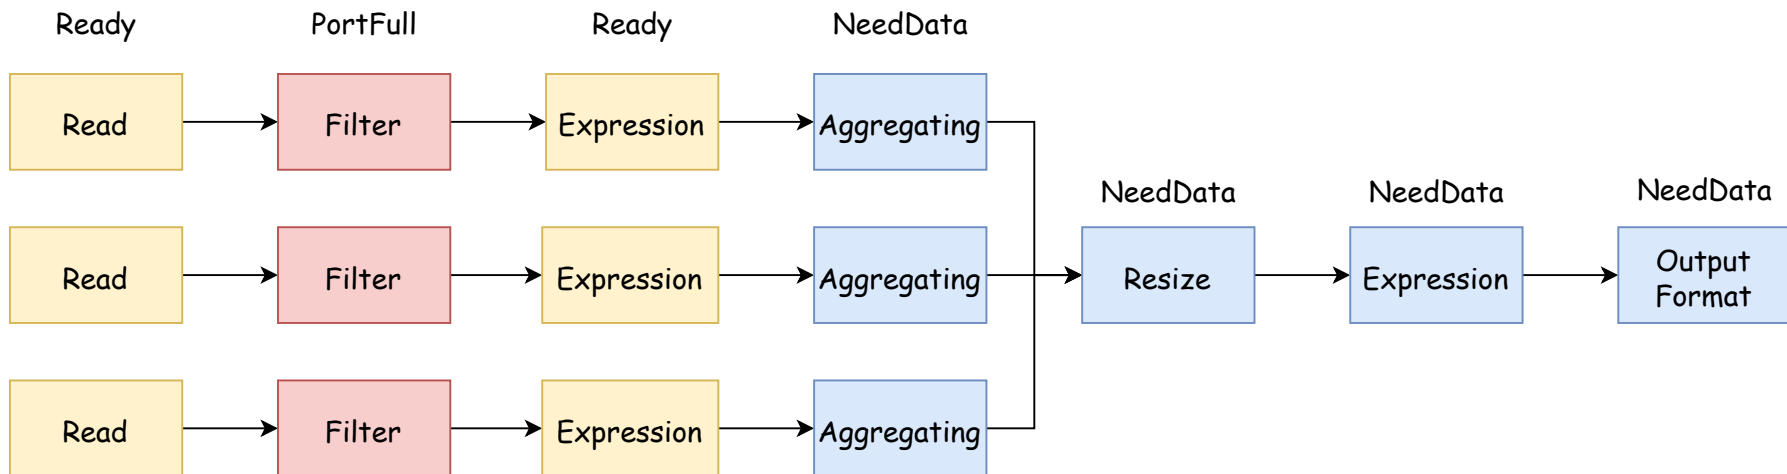 Ready
PortFull
Ready
NeedData
Read
Filter
Expression
Aggregating
NeedData
NeedData
NeedData
Read
Filter
Expression
Aggregating
Resize
Expression
Output
Format
Read
Filter
Expression
Aggregating